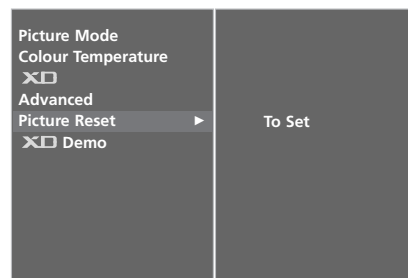 Picture Mode
Colour Temperature
XD
Advanced
Picture Reset ▶ To Set
XD Demo